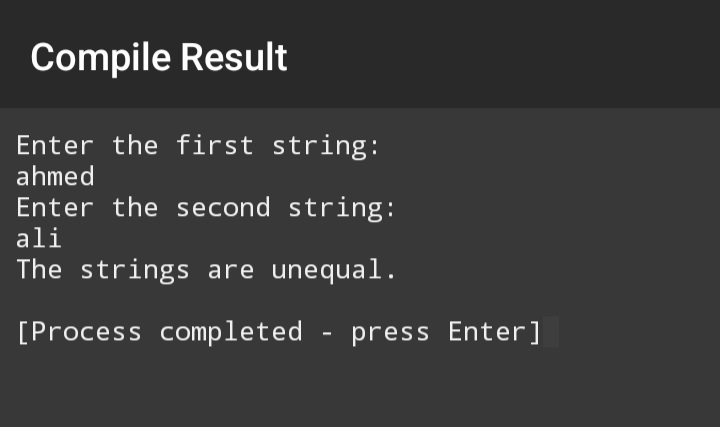 Compile Result
Enter the first string:
ahmed
Enter the second string:
ali
The strings are unequal.
[Process completed - press Enter]